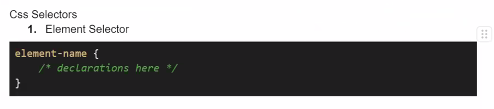 Css Selectors
1. Element Selector
element-name {
    /* declarations here */
}